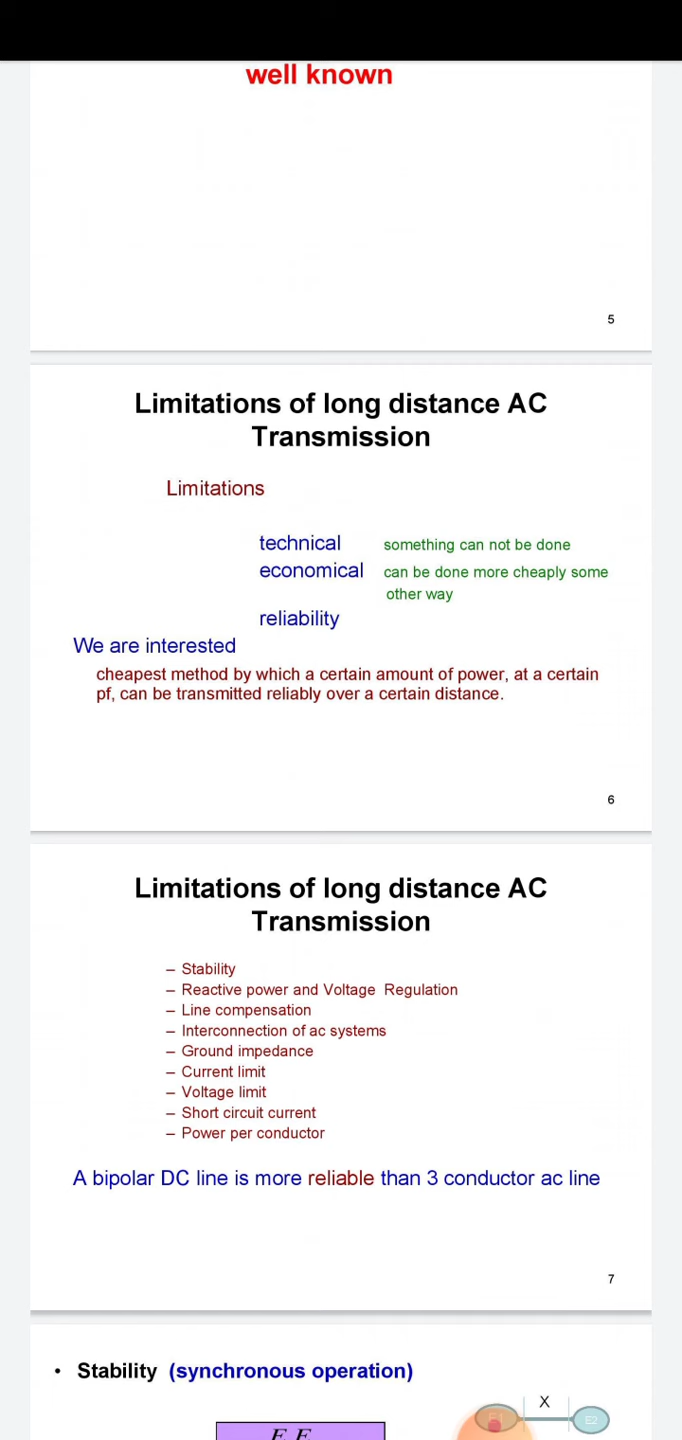 well known
5
Limitations of long distance AC
Transmission
Limitations
technical something can not be done
economical can be done more cheaply some
other way
reliability
We are interested
cheapest method by which a certain amount of power, at a certain
pf, can be transmitted reliably over a certain distance.
6
Limitations of long distance AC
Transmission
– Stability
– Reactive power and Voltage Regulation
– Line compensation
– Interconnection of ac systems
– Ground impedance
– Current limit
– Voltage limit
– Short circuit current
– Power per conductor
A bipolar DC line is more reliable than 3 conductor ac line
7
• Stability (synchronous operation)
X
E1 E2